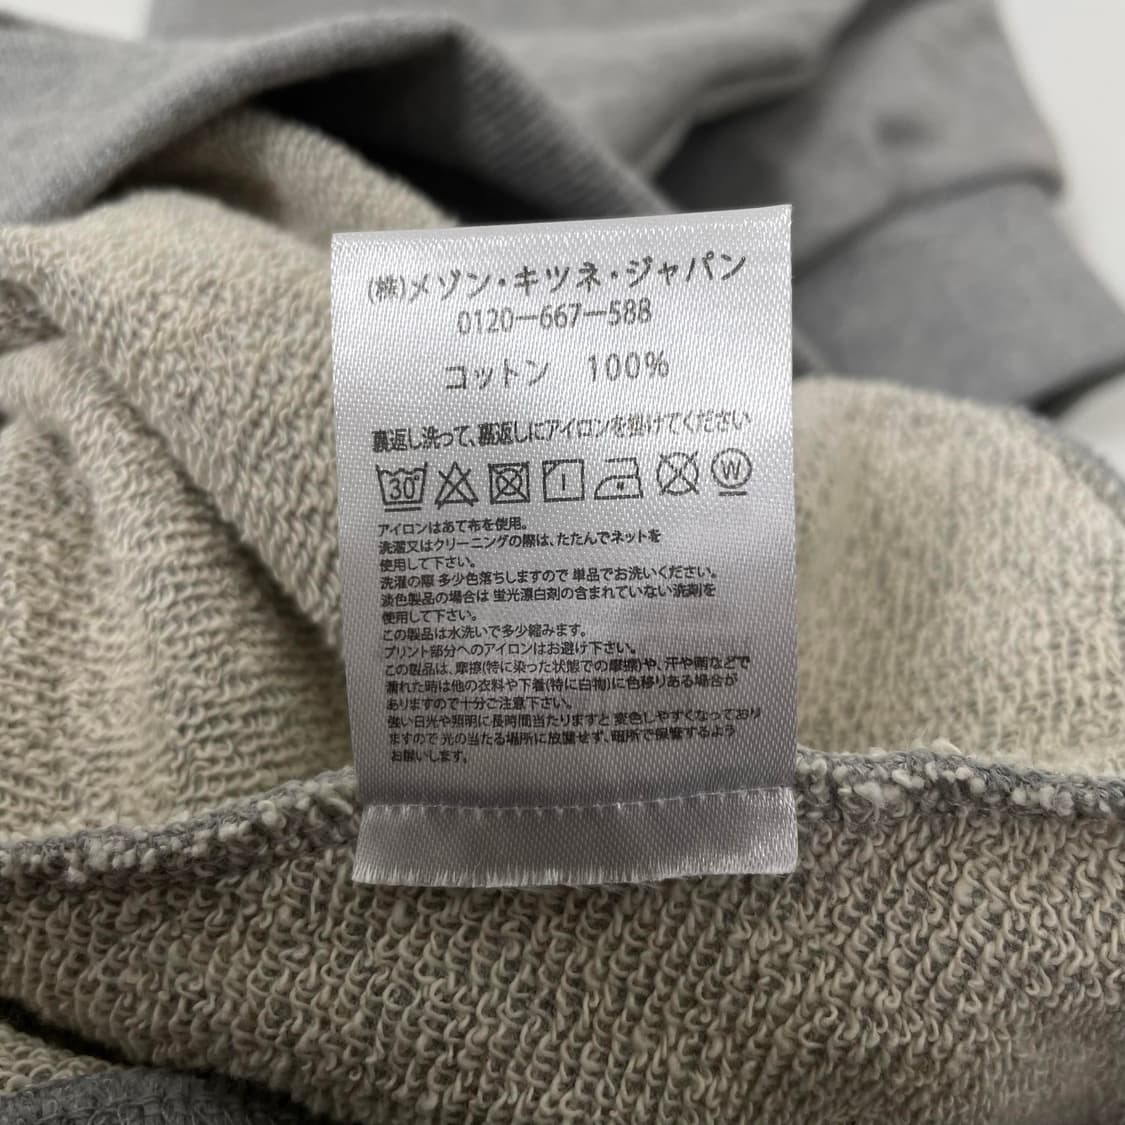 (株)メゾン・キツネ・ジャパン
0120-667-588
コットン 100%
裏返し洗って、裏返しにアイロンを掛けてください
30° W
アイロンはあて布を使用。
洗濯又はクリーニングの際は、たたんでネットを
使用して下さい。
洗濯の際 多少色落ちしますので 単品でお洗いください。
淡色製品の場合は 蛍光漂白剤の含まれていない洗剤を
使用して下さい。
この製品は水洗いで多少縮みます。
プリント部分へのアイロンはお避け下さい。
この製品は、摩擦(特に染った状態での摩擦)や、汗や雨などで
濡れた時は他の衣料や下着(特に白物)に色移りある場合が
ありますので十分ご注意下さい。
強い日光や照明に長時間当たりますと 変色しやすくなっており
ますので 光の当たる場所に放置せず、暗所で保管するよう
お願いします。